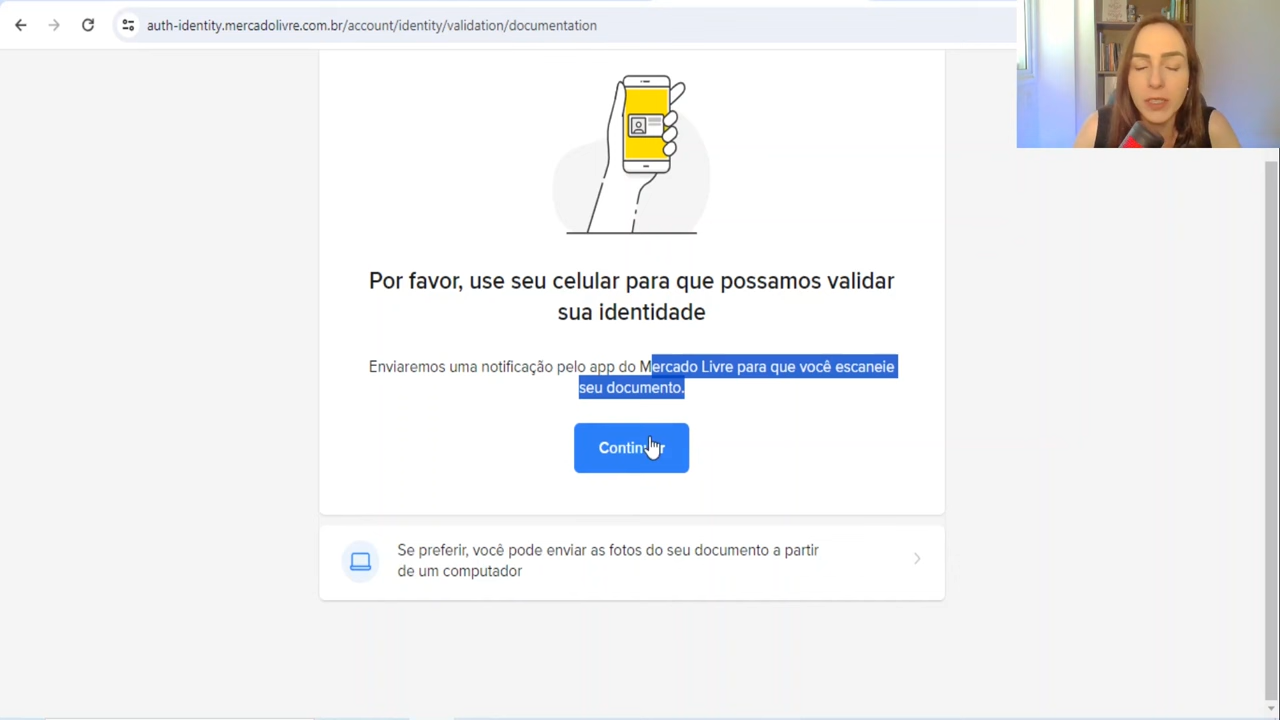 auth-identity.mercadolivre.com.br/account/identity/validation/documentation
Por favor, use seu celular para que possamos validar
sua identidade
Enviaremos uma notificação pelo app do Mercado Livre para que você escaneie
seu documento.
Continuar
Se preferir, você pode enviar as fotos do seu documento a partir
de um computador